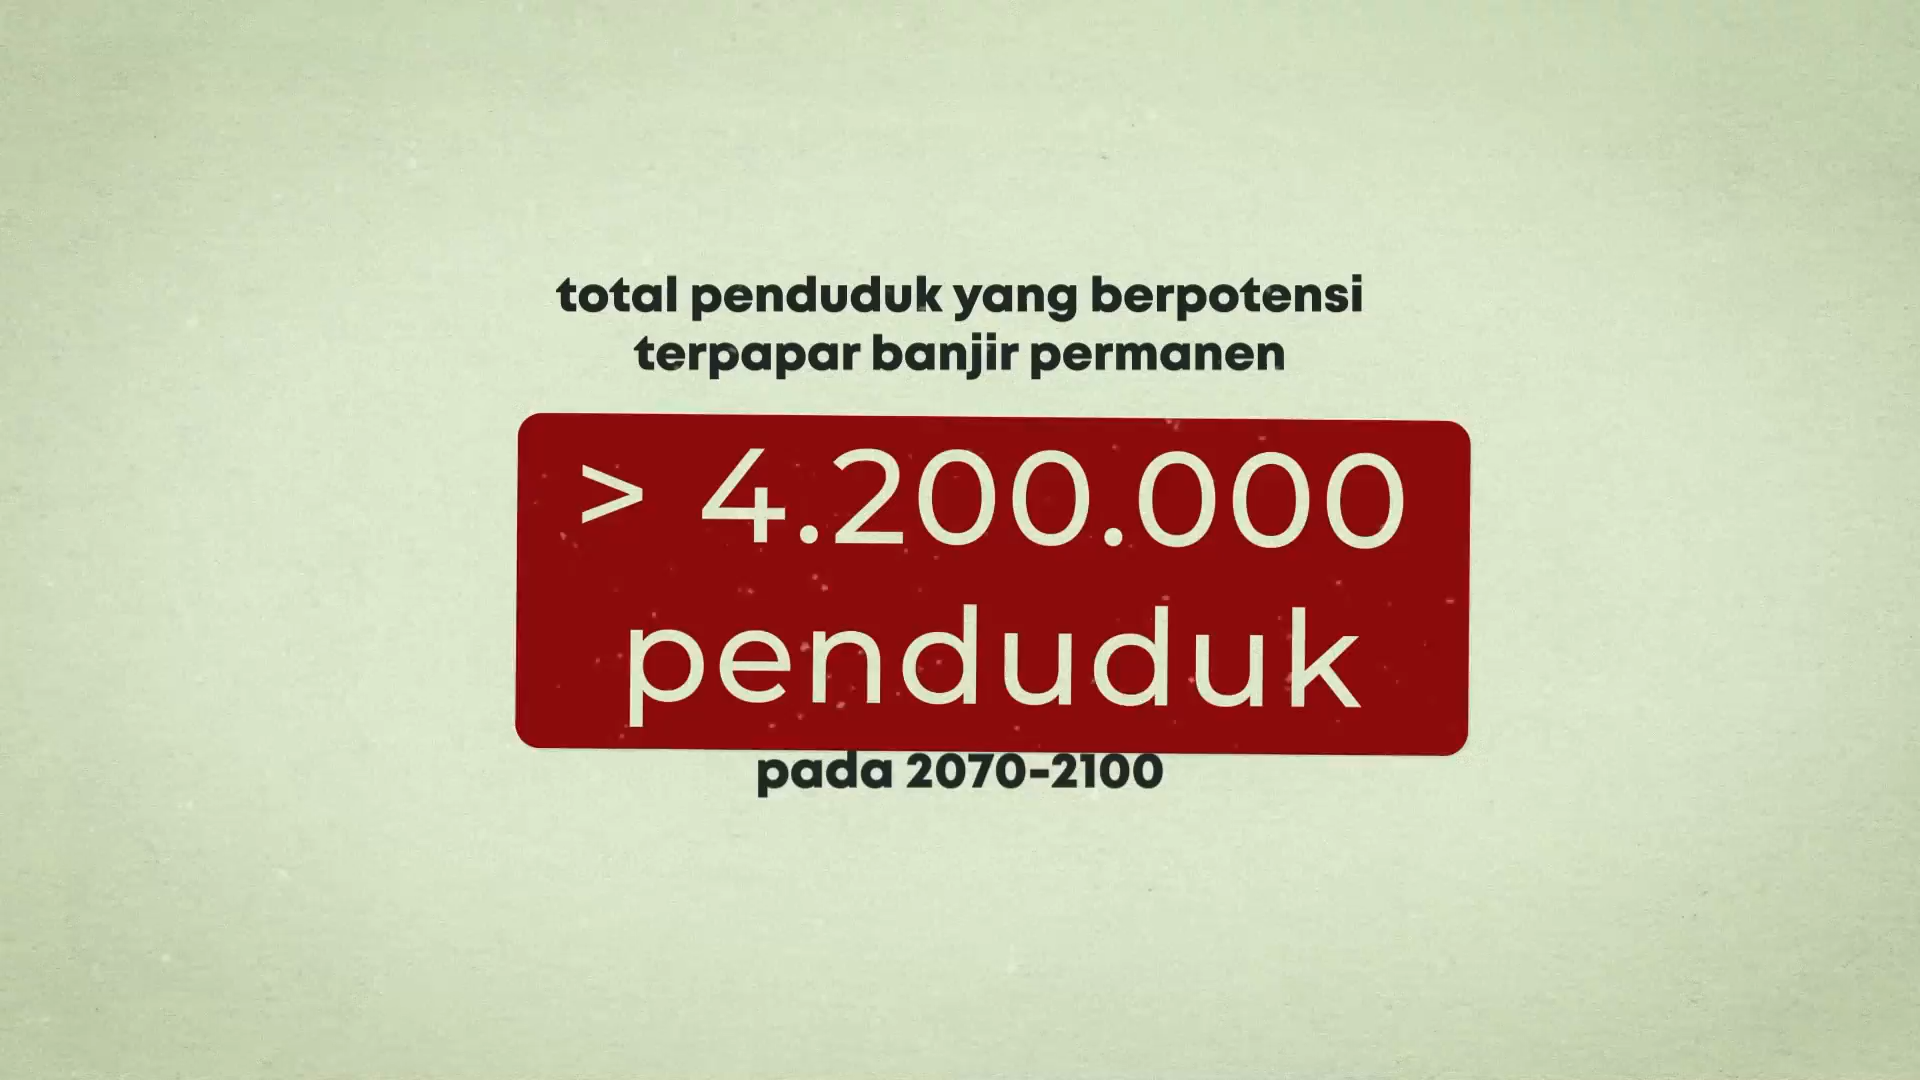 total penduduk yang berpotensi
terpapar banjir permanen
> 4.200.000
penduduk
pada 2070-2100